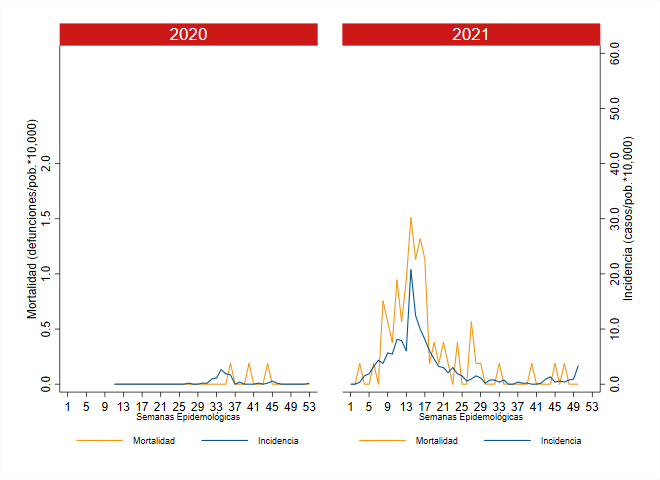 2020
2021
Mortalidad (defunciones/pob.*10,000)
0.0
0.5
1.0
1.5
2.0
1 5 9 13 17 21 25 29 33 37 41 45 49 53
Semanas Epidemológicas
1 5 9 13 17 21 25 29 33 37 41 45 49 53
Semanas Epidemológicas
0.0
10.0
20.0
30.0
40.0
50.0
60.0
Incidencia (casos/pob.*10,000)
Mortalidad Incidencia
Mortalidad Incidencia